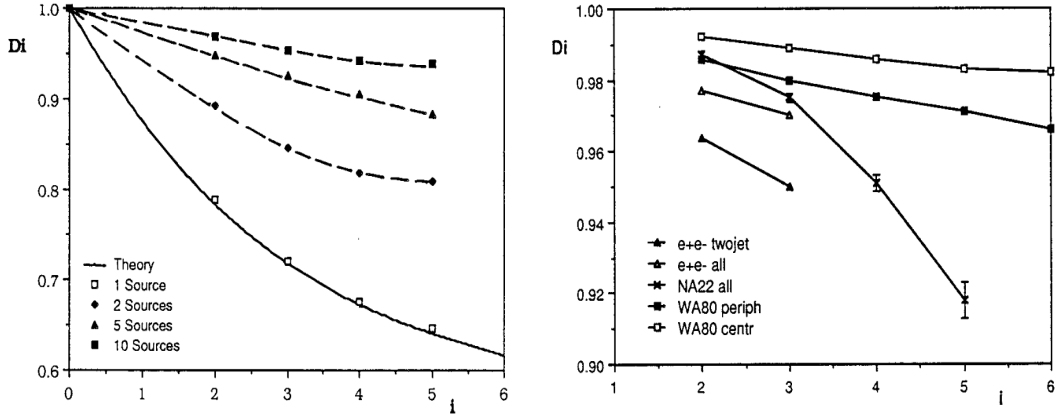 1.0
Di
0.9
0.8
0.7
0.6
Theory
1 Source
2 Sources
5 Sources
10 Sources
0 1 2 3 4 5 6
i
1.00
Di
0.98
0.96
0.94
0.92
0.90
e+e- twojet
e+e- all
NA22 all
WA80 periph
WA80 centr
1 2 3 4 5 6
i